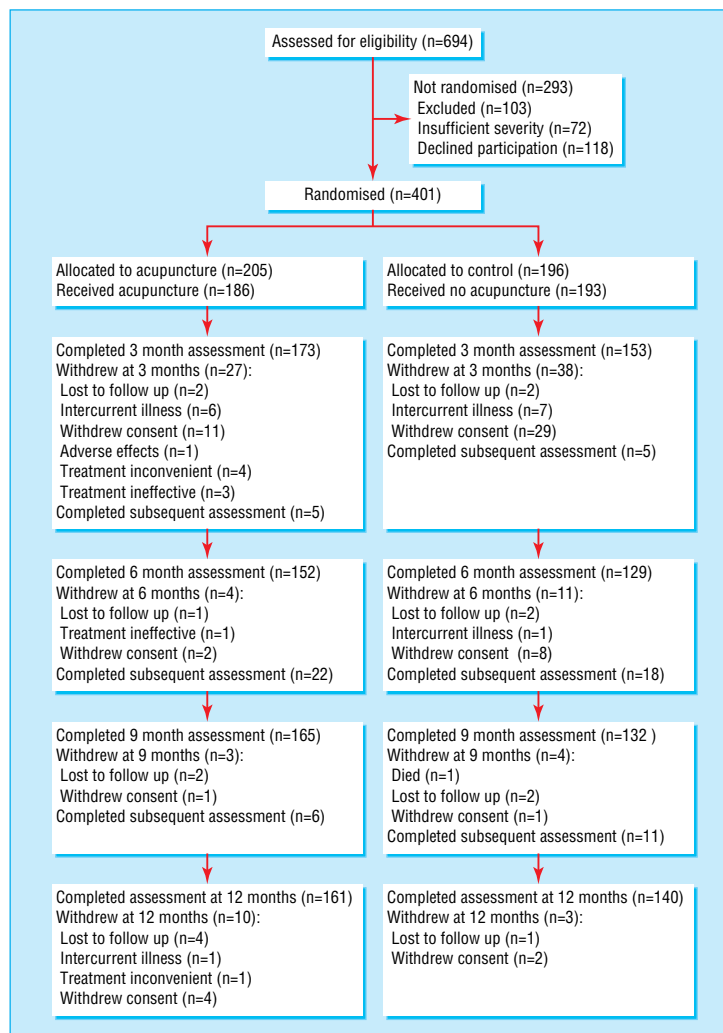 Assessed for eligibility (n=694)
Not randomised (n=293)
Excluded (n=103)
Insufficient severity (n=72)
Declined participation (n=118)
Randomised (n=401)
Allocated to acupuncture (n=205)
Received acupuncture (n=186)
Allocated to control (n=196)
Received no acupuncture (n=193)
Completed 3 month assessment (n=173)
Withdrew at 3 months (n=27):
Lost to follow up (n=2)
Intercurrent illness (n=6)
Withdrew consent (n=11)
Adverse effects (n=1)
Treatment inconvenient (n=4)
Treatment ineffective (n=3)
Completed subsequent assessment (n=5)
Completed 3 month assessment (n=153)
Withdrew at 3 months (n=38):
Lost to follow up (n=2)
Intercurrent illness (n=7)
Withdrew consent (n=29)
Completed subsequent assessment (n=5)
Completed 6 month assessment (n=152)
Withdrew at 6 months (n=4):
Lost to follow up (n=1)
Treatment ineffective (n=1)
Withdrew consent (n=2)
Completed subsequent assessment (n=22)
Completed 6 month assessment (n=129)
Withdrew at 6 months (n=11):
Lost to follow up (n=2)
Intercurrent illness (n=1)
Withdrew consent (n=8)
Completed subsequent assessment (n=18)
Completed 9 month assessment (n=165)
Withdrew at 9 months (n=3):
Lost to follow up (n=2)
Withdrew consent (n=1)
Completed subsequent assessment (n=6)
Completed 9 month assessment (n=132 )
Withdrew at 9 months (n=4):
Died (n=1)
Lost to follow up (n=2)
Withdrew consent (n=1)
Completed subsequent assessment (n=11)
Completed assessment at 12 months (n=161)
Withdrew at 12 months (n=10):
Lost to follow up (n=4)
Intercurrent illness (n=1)
Treatment inconvenient (n=1)
Withdrew consent (n=4)
Completed assessment at 12 months (n=140)
Withdrew at 12 months (n=3):
Lost to follow up (n=1)
Withdrew consent (n=2)